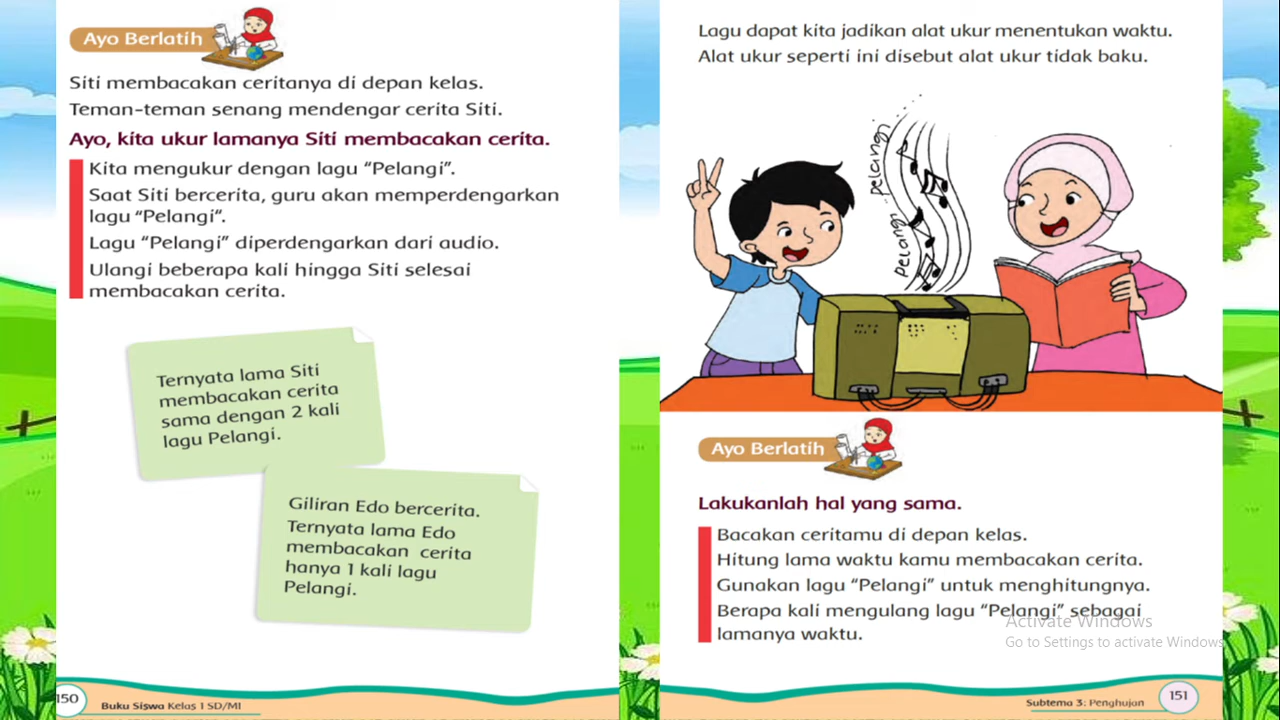 Ayo Berlatih
Siti membacakan ceritanya di depan kelas.
Teman-teman senang mendengar cerita Siti.
Ayo, kita ukur lamanya Siti membacakan cerita.
Kita mengukur dengan lagu “Pelangi”.
Saat Siti bercerita, guru akan memperdengarkan
lagu “Pelangi”.
Lagu “Pelangi” diperdengarkan dari audio.
Ulangi beberapa kali hingga Siti selesai
membacakan cerita.
Ternyata lama Siti
membacakan cerita
sama dengan 2 kali
lagu Pelangi.
Giliran Edo bercerita.
Ternyata lama Edo
membacakan cerita
hanya 1 kali lagu
Pelangi.
150
Buku Siswa Kelas 1 SD/MI
Lagu dapat kita jadikan alat ukur menentukan waktu.
Alat ukur seperti ini disebut alat ukur tidak baku.
Pelangi - pelangi ...
Ayo Berlatih
Lakukanlah hal yang sama.
Bacakan ceritamu di depan kelas.
Hitung lama waktu kamu membacakan cerita.
Gunakan lagu “Pelangi” untuk menghitungnya.
Berapa kali mengulang lagu “Pelangi” sebagai
lamanya waktu.
Activate Windows
Go to Settings to activate Windows
Subtema 3: Penghujan
151